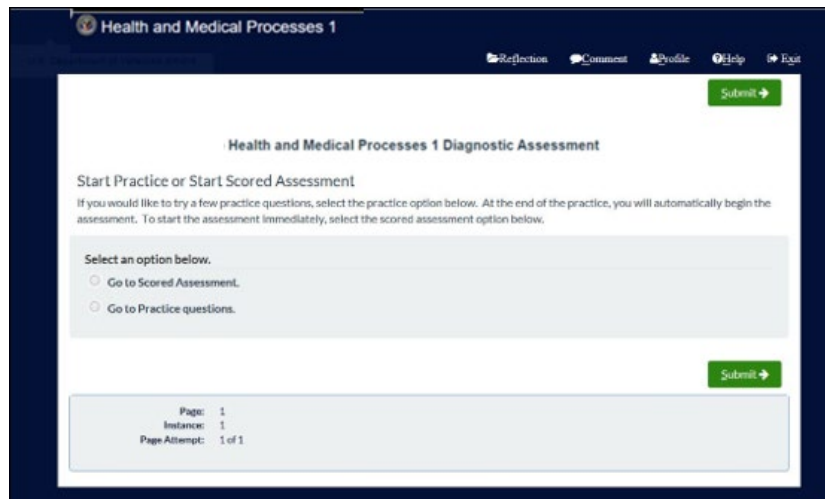 Health and Medical Processes 1
Reflection Comment Profile Help Exit
Submit
Health and Medical Processes 1 Diagnostic Assessment
Start Practice or Start Scored Assessment
If you would like to try a few practice questions, select the practice option below. At the end of the practice, you will automatically begin the
assessment. To start the assessment immediately, select the scored assessment option below.
Select an option below.
Go to Scored Assessment.
Go to Practice questions.
Submit
Page: 1
Instance: 1
Page Attempt: 1 of 1